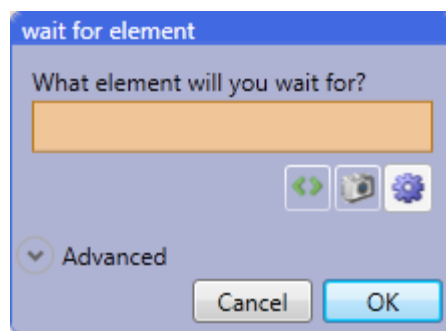 wait for element
What element will you wait for?
Advanced
Cancel
OK